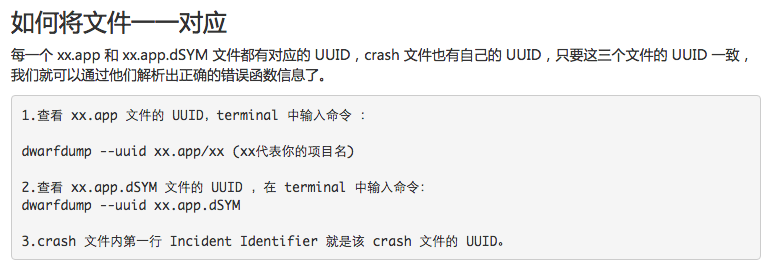 如何将文件一一对应
每一个 xx.app 和 xx.app.dSYM 文件都有对应的 UUID，crash 文件也有自己的 UUID，只要这三个文件的 UUID 一致，
我们就可以通过他们解析出正确的错误函数信息了。
1.查看 xx.app 文件的 UUID，terminal 中输入命令 ：
dwarfdump --uuid xx.app/xx (xx代表你的项目名)
2.查看 xx.app.dSYM 文件的 UUID ，在 terminal 中输入命令：
dwarfdump --uuid xx.app.dSYM
3.crash 文件内第一行 Incident Identifier 就是该 crash 文件的 UUID。